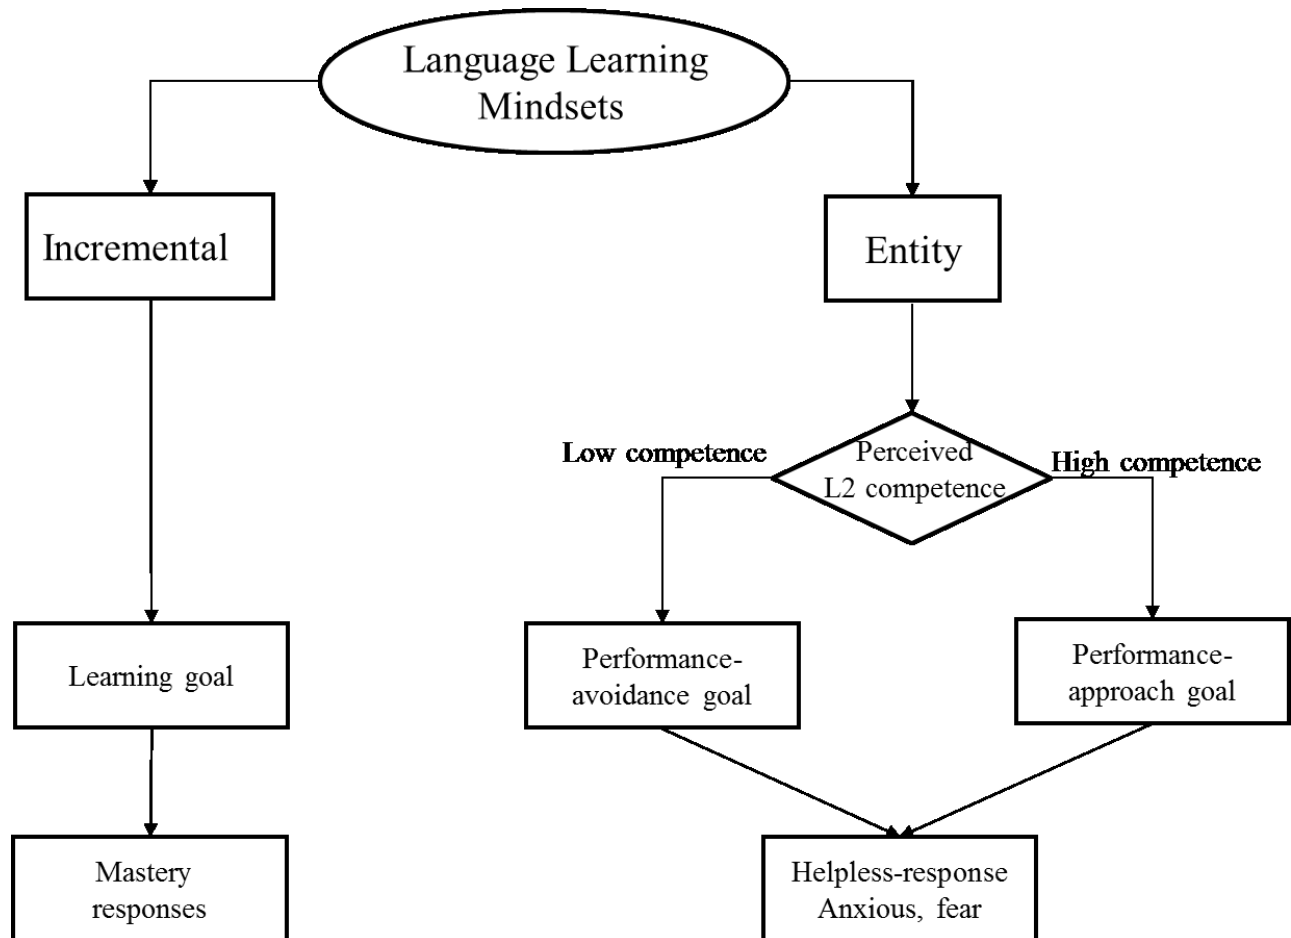 Language Learning
Mindsets
Incremental
Entity
Low competence
Perceived
L2 competence
High competence
Learning goal
Performance-
avoidance goal
Performance-
approach goal
Mastery
responses
Helpless-response
Anxious, fear